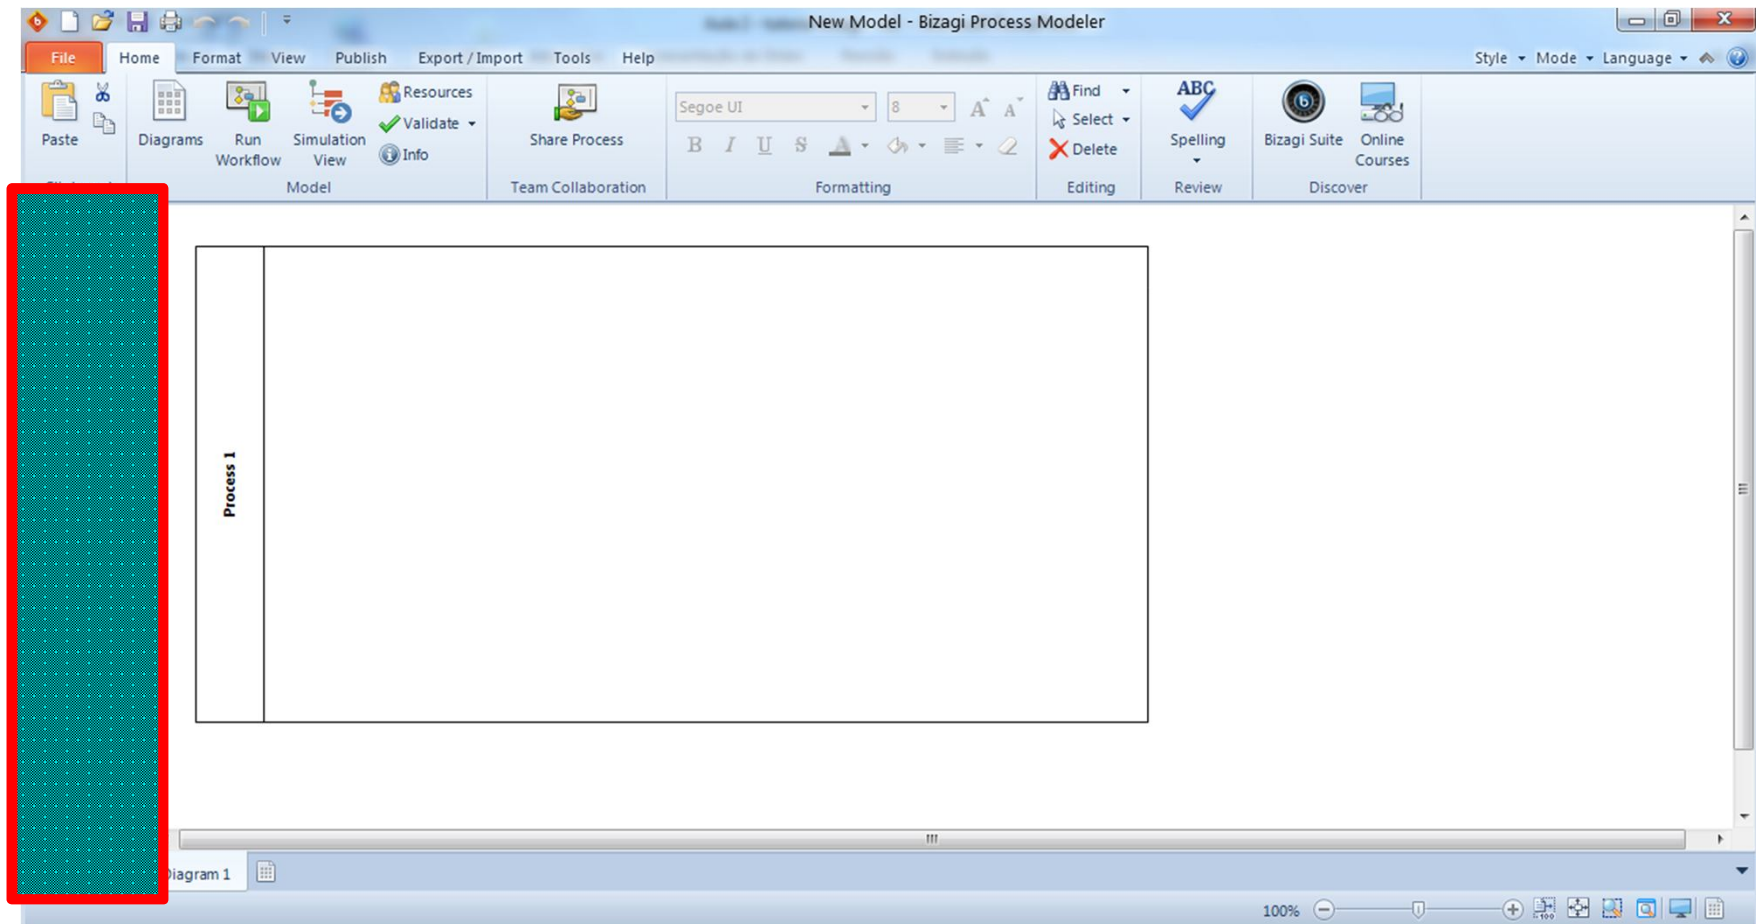 New Model - Bizagi Process Modeler
File Home Format View Publish Export / Import Tools Help Style Mode Language
Paste
Diagrams
Run Workflow
Simulation View
Resources
Validate
Info
Model
Share Process
Team Collaboration
Segoe UI 8
B I U S A
Formatting
Find
Select
Delete
Editing
ABC
Spelling
Review
Bizagi Suite
Online Courses
Discover
Process 1
iagram 1
100%